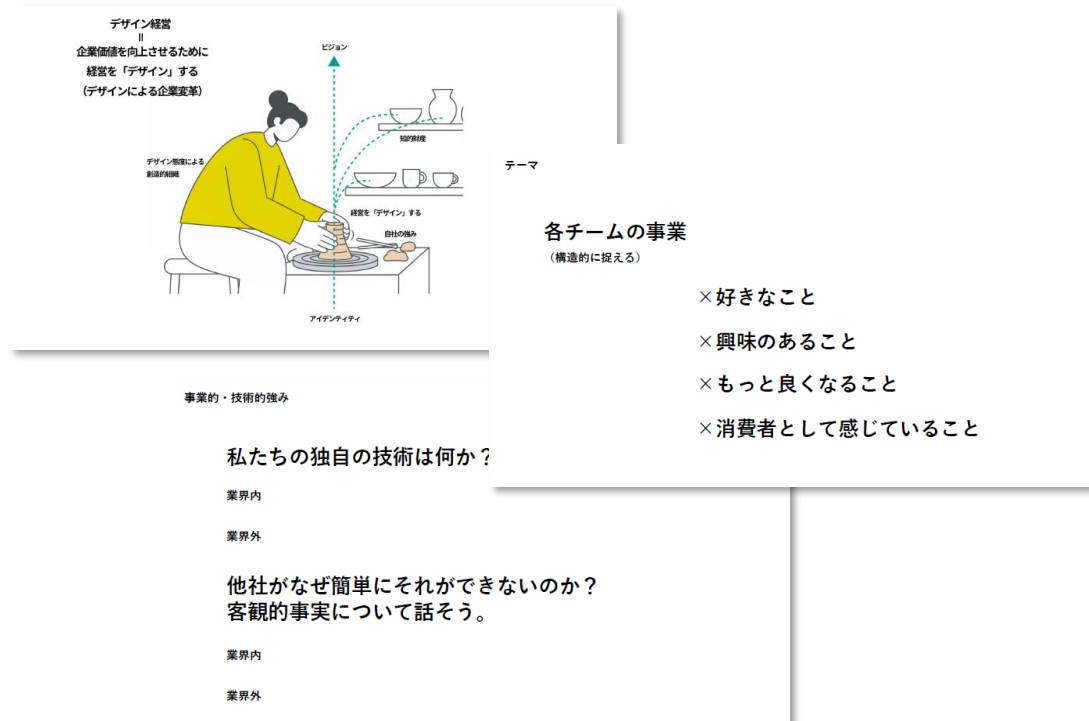 デザイン経営
＝
企業価値を向上させるために
経営を「デザイン」する
（デザインによる企業変革）
ビジョン
知的財産
デザイン態度による
創造的組織
経営を「デザイン」する
自社の強み
アイデンティティ
テーマ
各チームの事業
（構造的に捉える）
×好きなこと
×興味のあること
×もっと良くなること
×消費者として感じていること
事業的・技術的強み
私たちの独自の技術は何か？
業界内
業界外
他社がなぜ簡単にそれができないのか？
客観的事実について話そう。
業界内
業界外